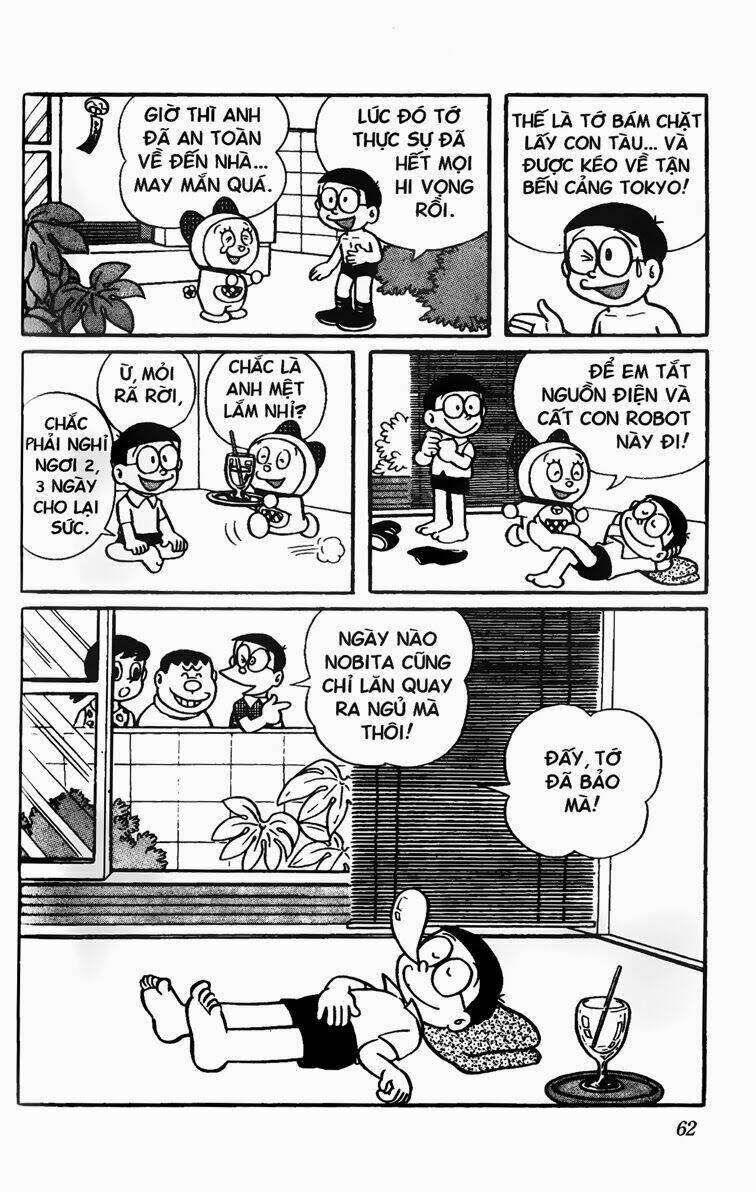 GIỜ THÌ ANH
ĐÃ AN TOÀN
VỀ ĐẾN NHÀ...
MAY MẮN QUÁ.
LÚC ĐÓ TỚ
THỰC SỰ ĐÃ
HẾT MỌI
HI VỌNG
RỒI.
THẾ LÀ TỚ BÁM CHẶT
LẤY CON TÀU... VÀ
ĐƯỢC KÉO VỀ TẬN
BẾN CẢNG TOKYO!
CHẮC LÀ
ANH MỆT
LẮM NHỈ?
Ừ, MỎI
RÃ RỜI,
CHẮC
PHẢI NGHỈ
NGƠI 2,
3 NGÀY
CHO LẠI
SỨC.
ĐỂ EM TẮT
NGUỒN ĐIỆN VÀ
CẤT CON ROBOT
NÀY ĐI!
NGÀY NÀO
NOBITA CŨNG
CHỈ LĂN QUAY
RA NGỦ MÀ
THÔI!
ĐẤY, TỚ
ĐÃ BẢO
MÀ!
62